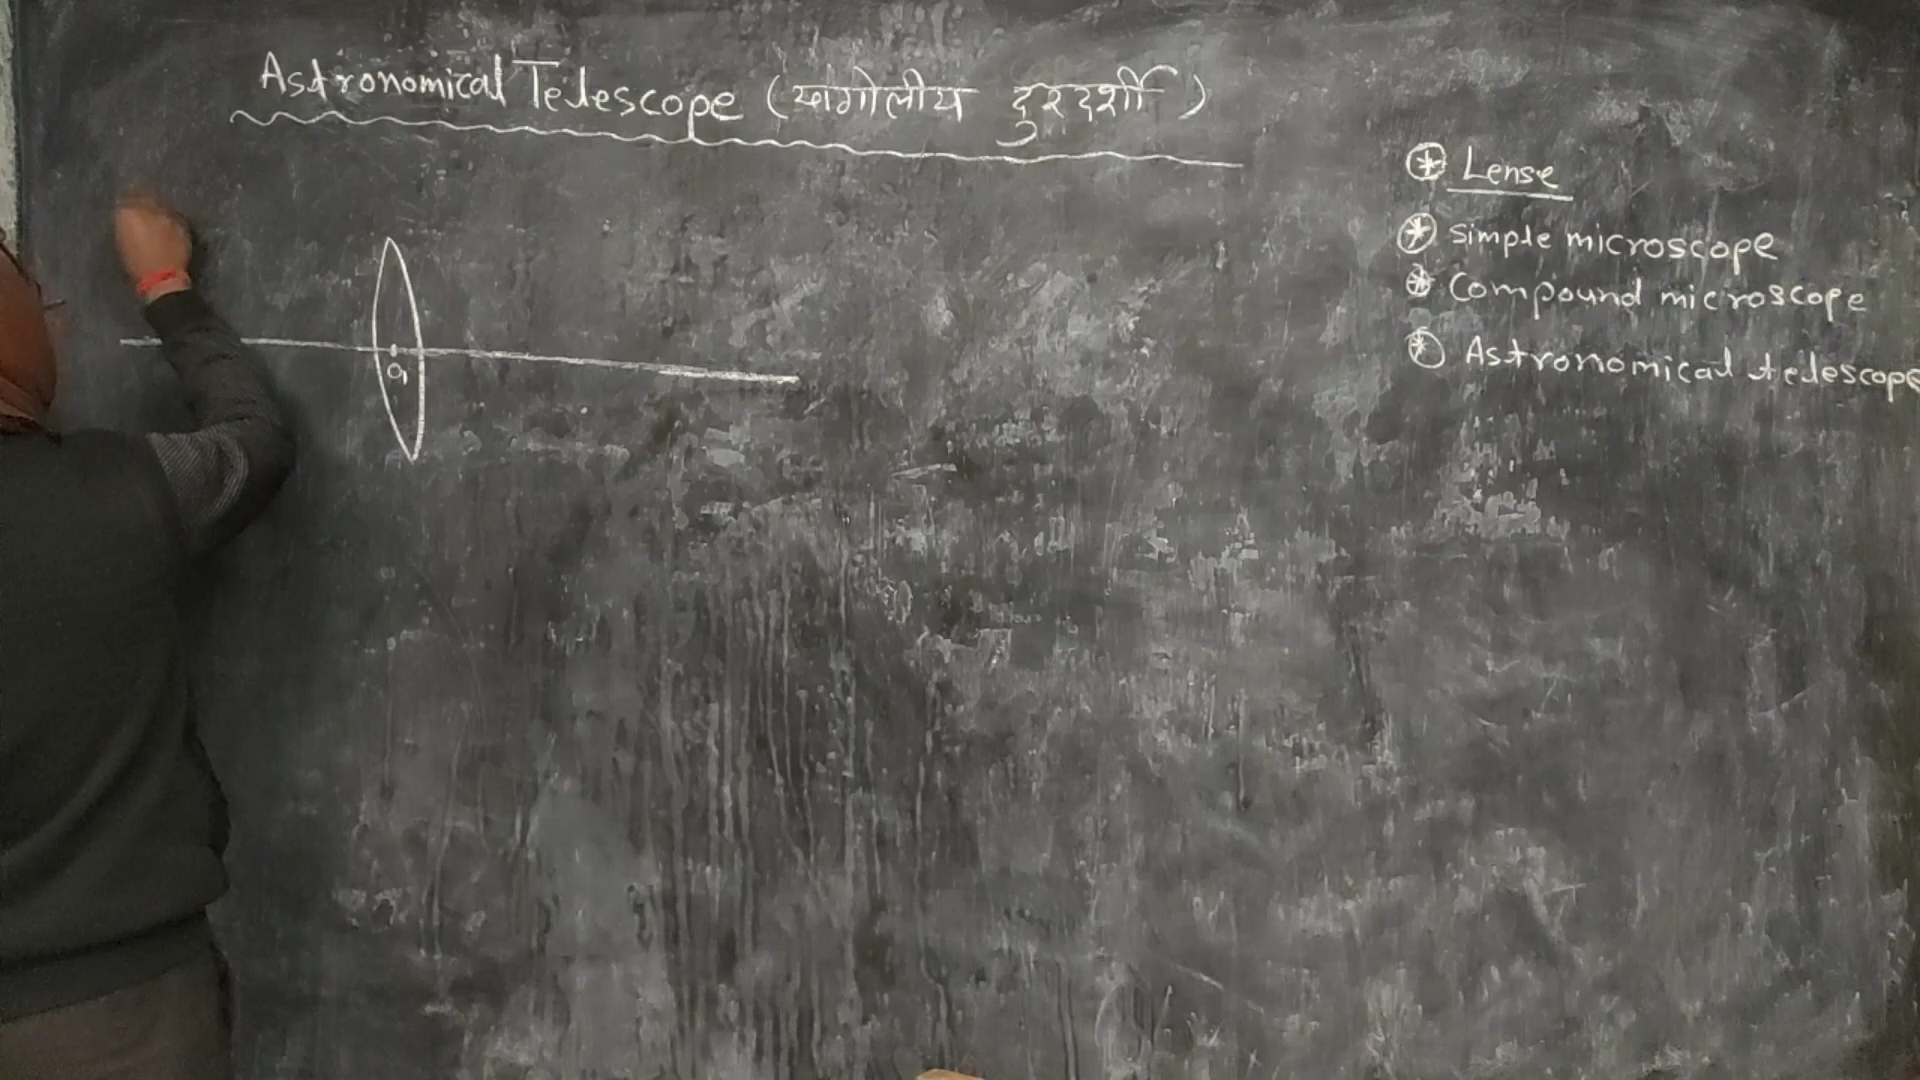 Astronomical Telescope (खगोलीय दुरदर्शी)
Lense
simple microscope
Compound microscope
Astronomical telescope
O₁